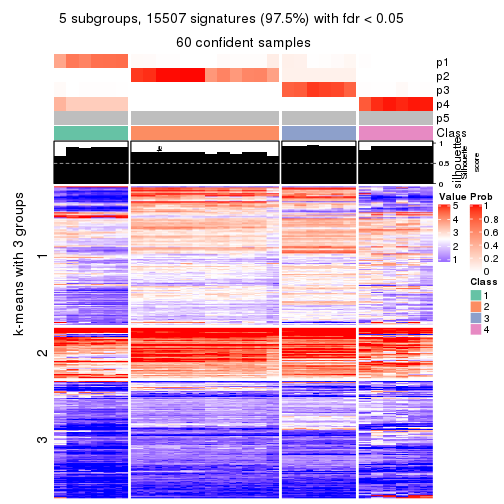 5 subgroups, 15507 signatures (97.5%) with fdr < 0.05
60 confident samples
p1
p2
p3
p4
p5
Class
1
0.5
0
silhouette
silhouette
score
k-means with 3 groups
1
2
3
Value
5
4
3
2
1
Prob
1
0.8
0.6
0.4
0.2
0
Class
1
2
3
4